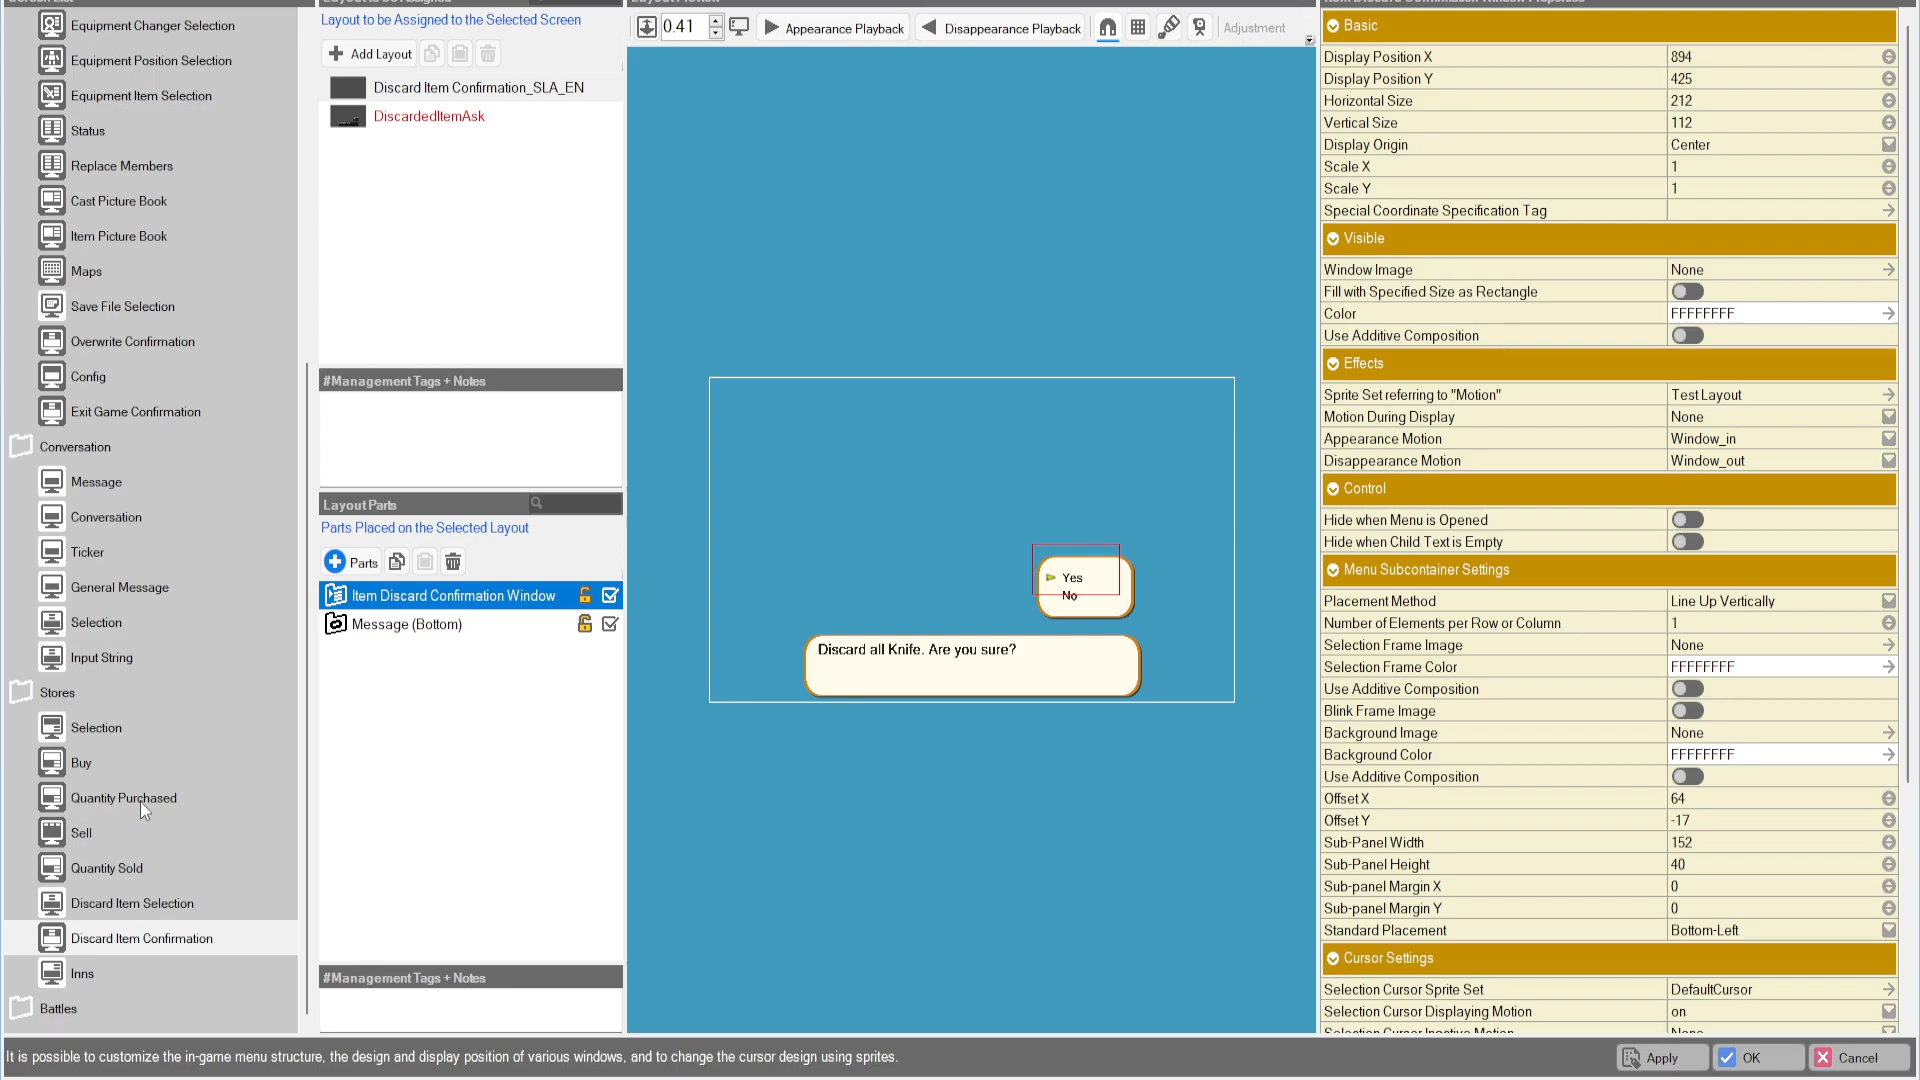 Equipment Changer Selection
Equipment Position Selection
Equipment Item Selection
Status
Replace Members
Cast Picture Book
Item Picture Book
Maps
Save File Selection
Overwrite Confirmation
Config
Exit Game Confirmation
Conversation
Message
Conversation
Ticker
General Message
Selection
Input String
Stores
Selection
Buy
Quantity Purchased
Sell
Quantity Sold
Discard Item Selection
Discard Item Confirmation
Inns
Battles
Layout to be Assigned to the Selected Screen
Add Layout
Discard Item Confirmation_SLA_EN
DiscardedItemAsk
#Management Tags + Notes
Layout Parts
Parts Placed on the Selected Layout
Parts
Item Discard Confirmation Window
Message (Bottom)
#Management Tags + Notes
0.41
Appearance Playback
Disappearance Playback
Adjustment
Yes
No
Discard all Knife. Are you sure?
Basic
Display Position X 894
Display Position Y 425
Horizontal Size 212
Vertical Size 112
Display Origin Center
Scale X 1
Scale Y 1
Special Coordinate Specification Tag
Visible
Window Image None
Fill with Specified Size as Rectangle
Color FFFFFFFF
Use Additive Composition
Effects
Sprite Set referring to "Motion" Test Layout
Motion During Display None
Appearance Motion Window_in
Disappearance Motion Window_out
Control
Hide when Menu is Opened
Hide when Child Text is Empty
Menu Subcontainer Settings
Placement Method Line Up Vertically
Number of Elements per Row or Column 1
Selection Frame Image None
Selection Frame Color FFFFFFFF
Use Additive Composition
Blink Frame Image
Background Image None
Background Color FFFFFFFF
Use Additive Composition
Offset X 64
Offset Y -17
Sub-Panel Width 152
Sub-Panel Height 40
Sub-panel Margin X 0
Sub-panel Margin Y 0
Standard Placement Bottom-Left
Cursor Settings
Selection Cursor Sprite Set DefaultCursor
Selection Cursor Displaying Motion on
Selection Cursor Inactive Motion None
It is possible to customize the in-game menu structure, the design and display position of various windows, and to change the cursor design using sprites.
Apply
OK
Cancel